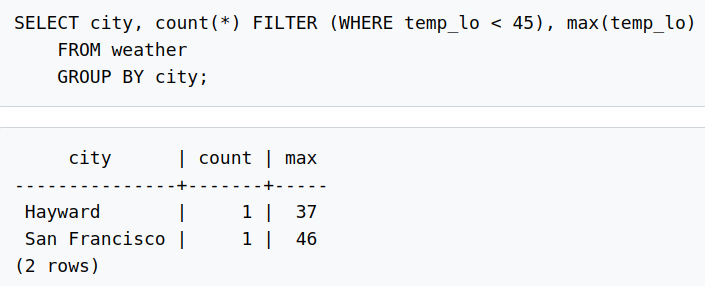 SELECT city, count(*) FILTER (WHERE temp_lo < 45), max(temp_lo)
    FROM weather
    GROUP BY city;
     city      | count | max
---------------+-------+-----
 Hayward       |     1 |  37
 San Francisco |     1 |  46
(2 rows)